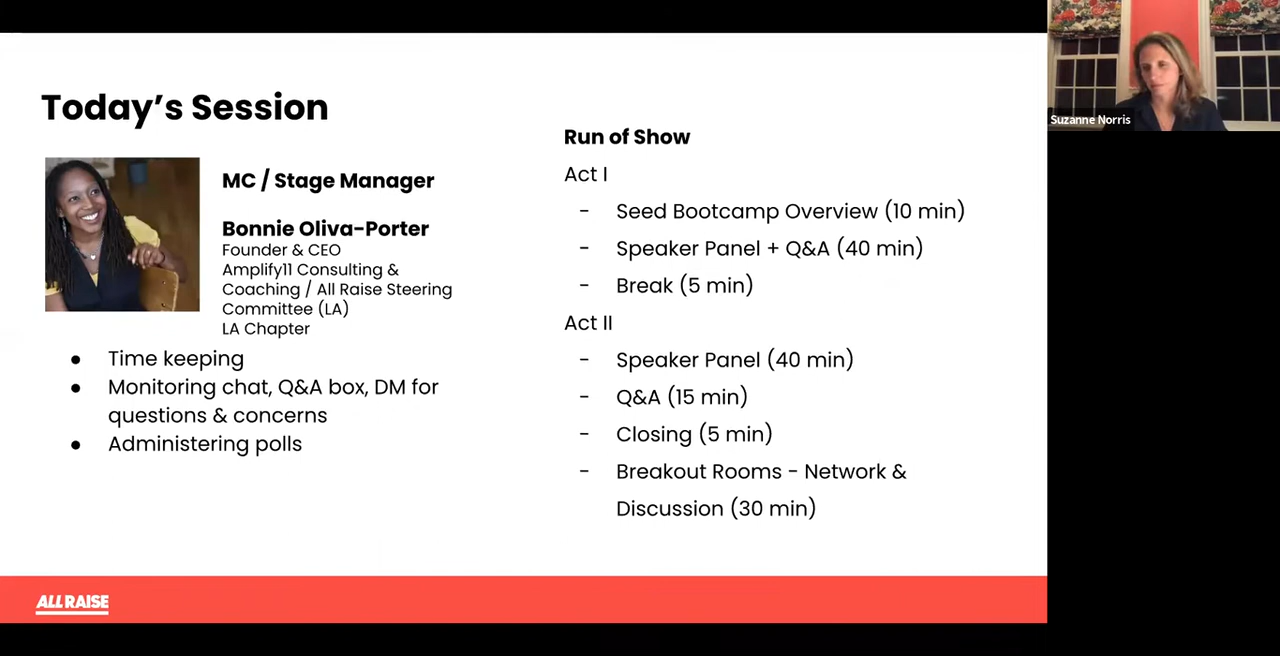 Today's Session
MC / Stage Manager
Bonnie Oliva-Porter
Founder & CEO
Amplify11 Consulting &
Coaching / All Raise Steering
Committee (LA)
LA Chapter
● Time keeping
● Monitoring chat, Q&A box, DM for
questions & concerns
● Administering polls
Run of Show
Act I
- Seed Bootcamp Overview (10 min)
- Speaker Panel + Q&A (40 min)
- Break (5 min)
Act II
- Speaker Panel (40 min)
- Q&A (15 min)
- Closing (5 min)
- Breakout Rooms - Network &
Discussion (30 min)
ALL RAISE
Suzanne Norris